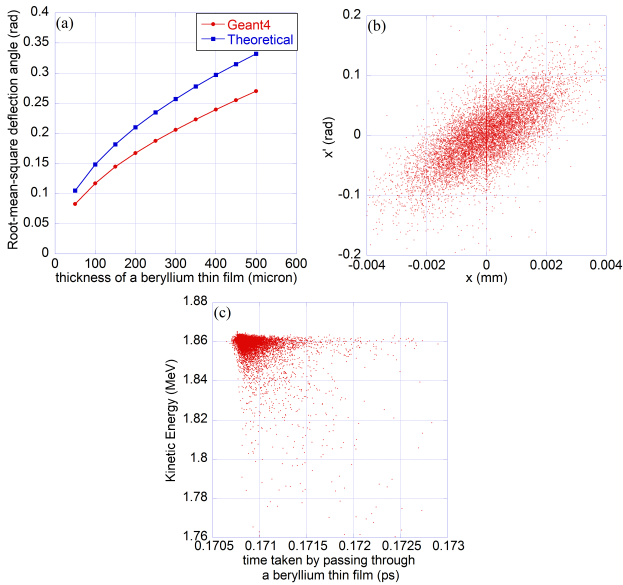 (a)
Geant4
Theoretical
Root-mean-square deflection angle (rad)
0.4
0.35
0.3
0.25
0.2
0.15
0.1
0.05
0
0 100 200 300 400 500 600
thickness of a beryllium thin film (micron)
(b)
x' (rad)
0.2
0.1
0
-0.1
-0.2
-0.004 -0.002 0 0.002 0.004
x (mm)
(c)
Kinetic Energy (MeV)
1.88
1.86
1.84
1.82
1.8
1.78
1.76
0.1705 0.171 0.1715 0.172 0.1725 0.173
time taken by passing through
a beryllium thin film (ps)